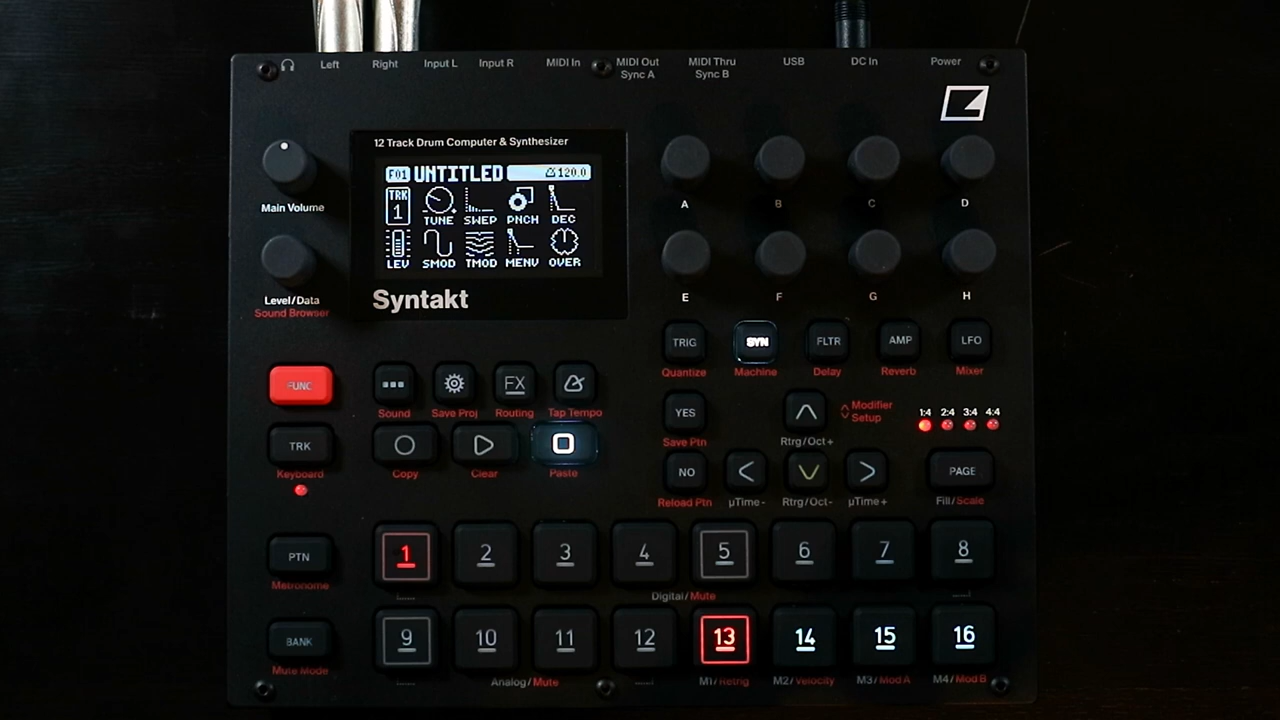 Left Right Input L Input R MIDI In MIDI Out MIDI Thru USB DC In Power
Sync A Sync B
12 Track Drum Computer & Synthesizer
F01 UNTITLED 120.0
TRK 1 TUNE SWEP PNCH DEC
LEV SMOD TMOD MENV OVER
Syntakt
Main Volume
Level/Data
Sound Browser
A B C D
E F G H
TRIG SYN FLTR AMP LFO
Quantize Machine Delay Reverb Mixer
FUNC FX
Sound Save Proj Routing Tap Tempo
YES Modifier
Setup
1:4 2:4 3:4 4:4
Save Ptn Rtrg/Oct+
TRK
Keyboard Copy Clear Paste
NO PAGE
Reload Ptn µTime- Rtrg/Oct- µTime+ Fill/Scale
PTN 1 2 3 4 5 6 7 8
Metronome
Digital/Mute
BANK 9 10 11 12 13 14 15 16
Mute Mode
Analog/Mute M1/Retrig M2/Velocity M3/Mod A M4/Mod B